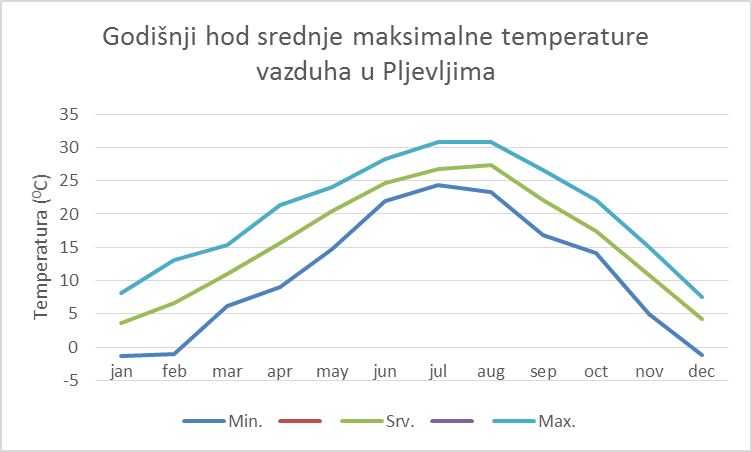 Godišnji hod srednje maksimalne temperature
vazduha u Pljevljima
Temperatura (⁰C)
35
30
25
20
15
10
5
0
-5
jan feb mar apr may jun jul aug sep oct nov dec
Min. Srv. Max.